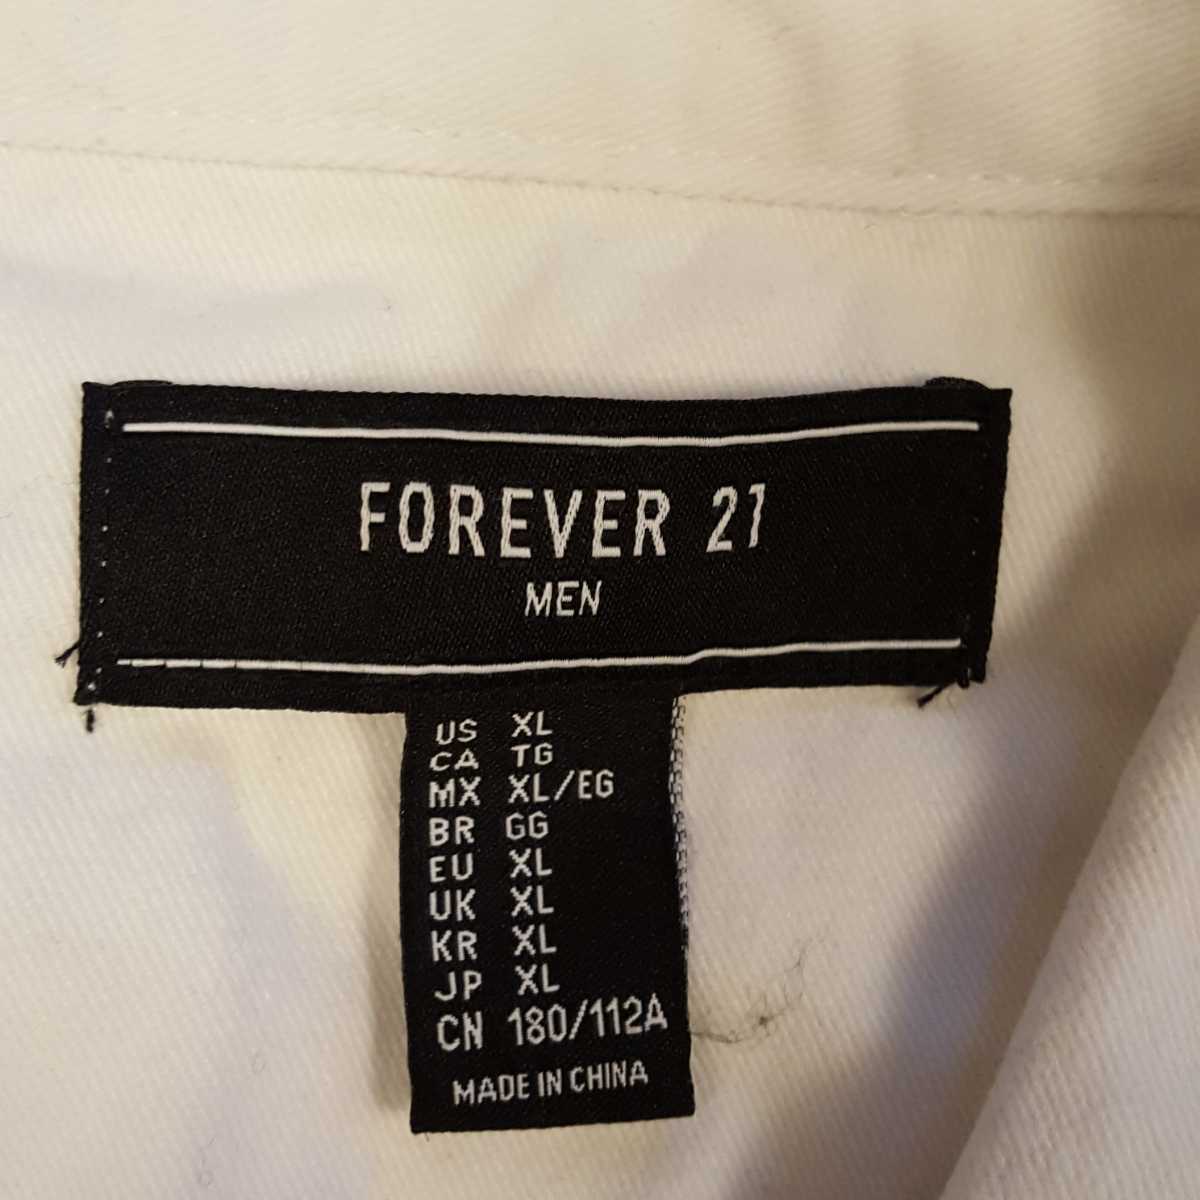 FOREVER 21
MEN
US XL
CA TG
MX XL/EG
BR GG
EU XL
UK XL
KR XL
JP XL
CN 180/112A
MADE IN CHINA